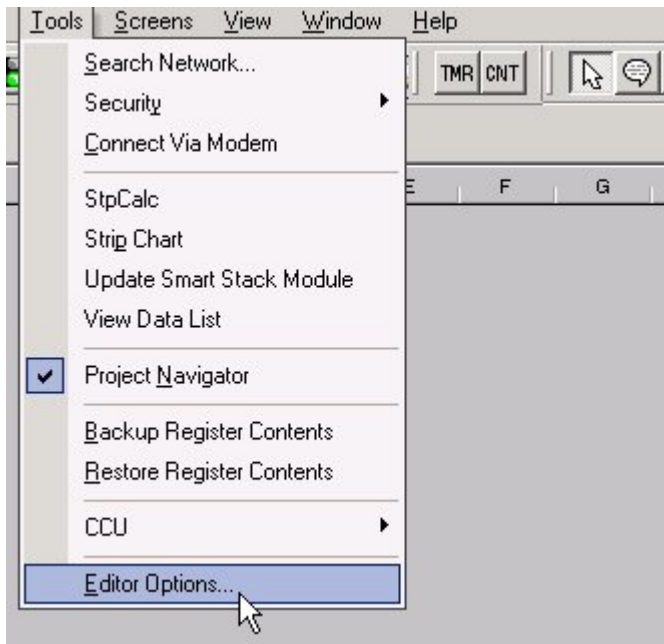 Tools Screens View Window Help
TMR CNT
Search Network...
Security
Connect Via Modem
E F G
StpCalc
Strip Chart
Update Smart Stack Module
View Data List
Project Navigator
Backup Register Contents
Restore Register Contents
CCU
Editor Options...